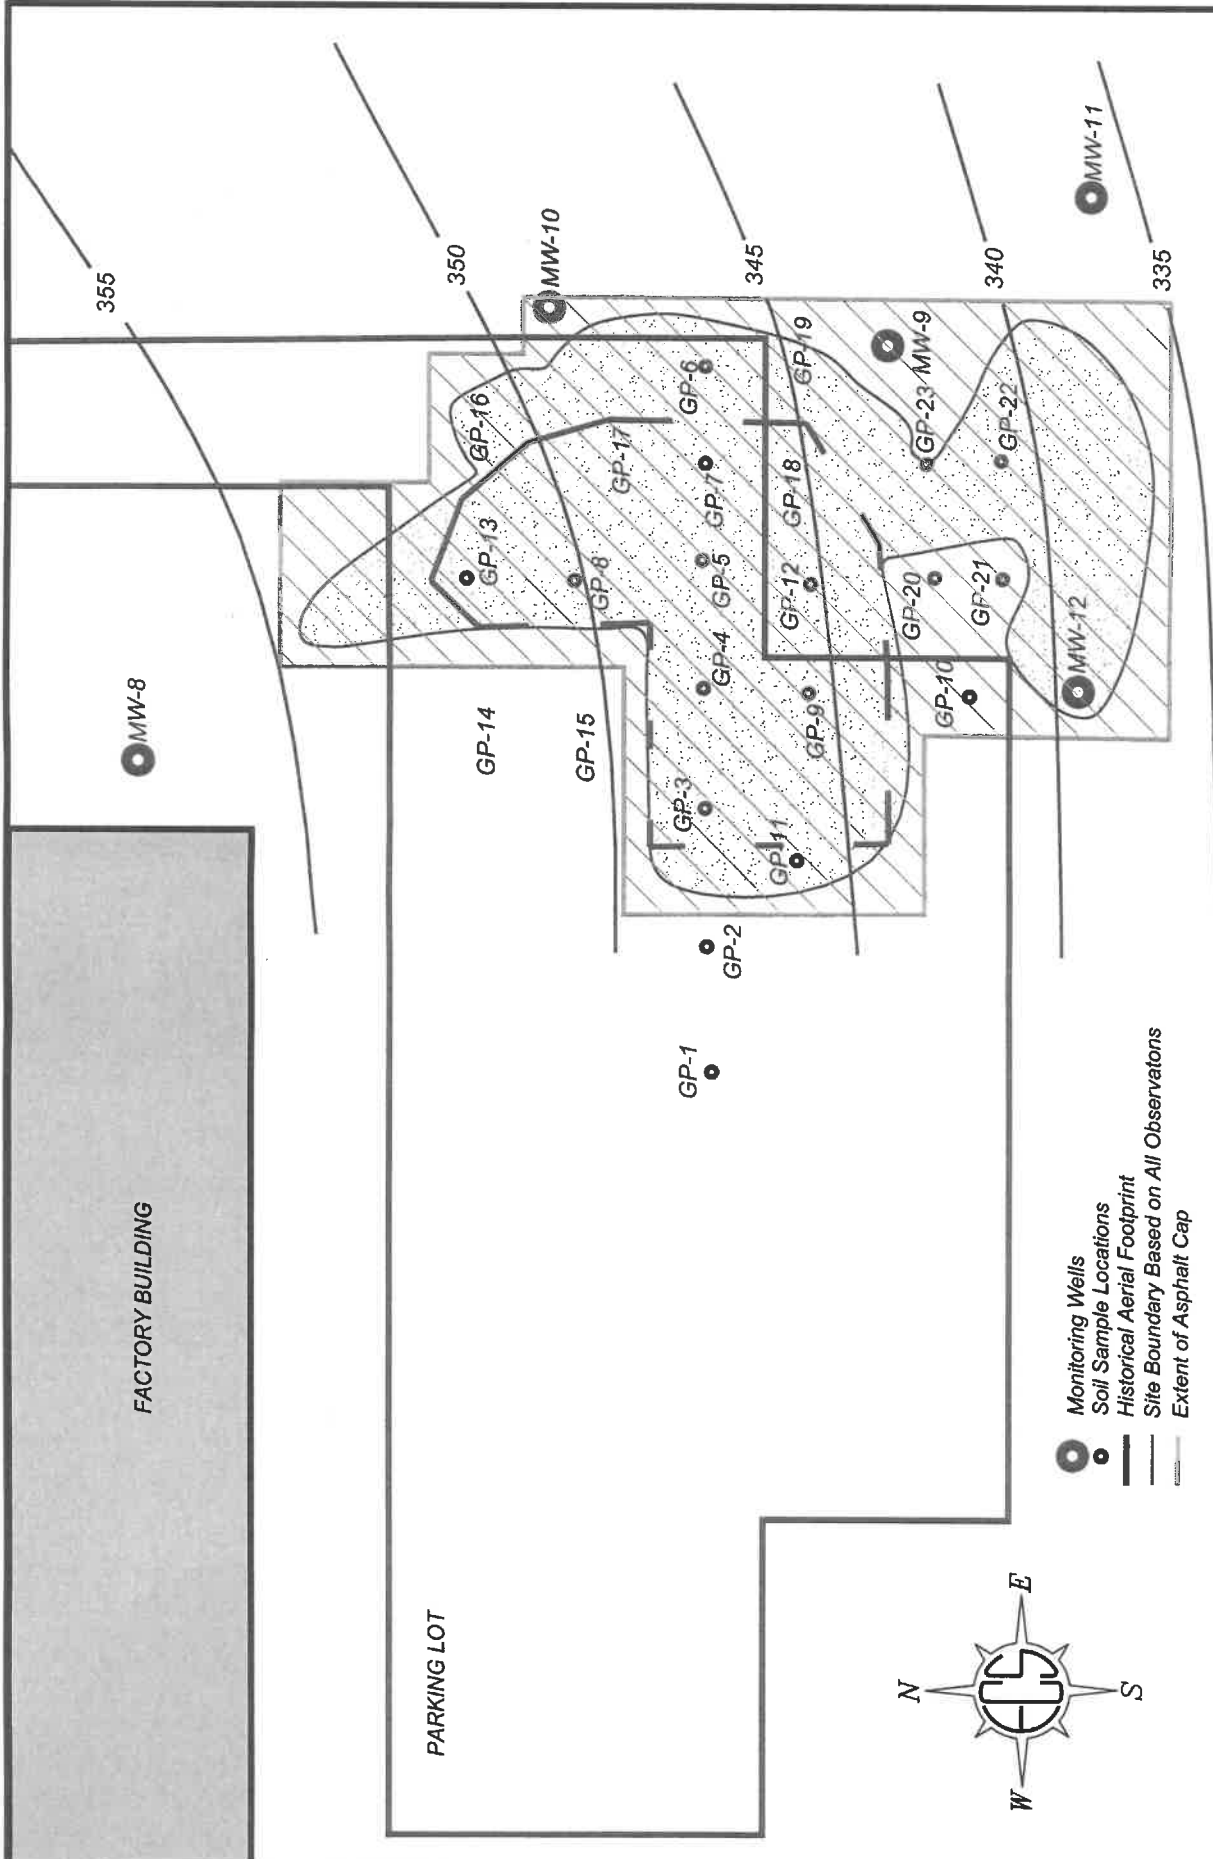 FACTORY BUILDING
PARKING LOT
MW-8
355
350
MW-10
345
340
335
MW-11
GP-14
GP-15
GP-13
GP-8
GP-16
GP-17
GP-6
GP-7
GP-5
GP-4
GP-3
GP-2
GP-1
GP-19
GP-18
GP-12
GP-9
GP-11
MW-9
GP-23
GP-22
GP-20
GP-21
GP-10
MW-12
Monitoring Wells
Soil Sample Locations
Historical Aerial Footprint
Site Boundary Based on All Observatons
Extent of Asphalt Cap
N
W
E
S